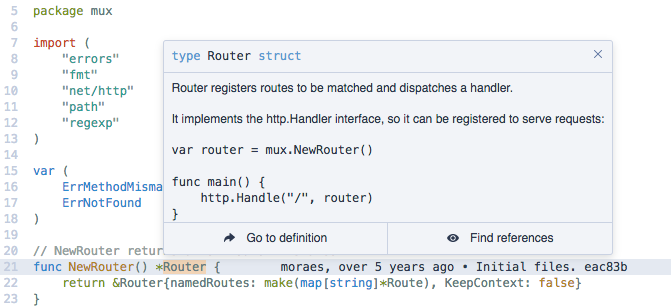 5 package mux
6
7 import (
8 "errors"
9 "fmt"
10 "net/http"
11 "path"
12 "regexp"
13 )
14
15 var (
16 ErrMethodMisma
17 ErrNotFound
18 )
19
20 // NewRouter retur
type Router struct ×
Router registers routes to be matched and dispatches a handler.
It implements the http.Handler interface, so it can be registered to serve requests:
var router = mux.NewRouter()
func main() {
http.Handle("/", router)
}
Go to definition Find references
21 func NewRouter() *Router { moraes, over 5 years ago • Initial files. eac83b
22 return &Router{namedRoutes: make(map[string]*Route), KeepContext: false}
23 }